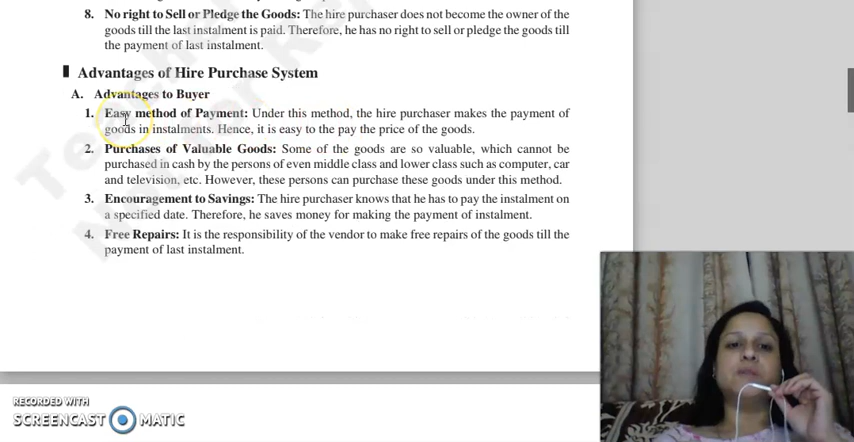 8. No right to Sell or Pledge the Goods: The hire purchaser does not become the owner of the
goods till the last instalment is paid. Therefore, he has no right to sell or pledge the goods till
the payment of last instalment.
Advantages of Hire Purchase System
A. Advantages to Buyer
1. Easy method of Payment: Under this method, the hire purchaser makes the payment of
goods in instalments. Hence, it is easy to the pay the price of the goods.
2. Purchases of Valuable Goods: Some of the goods are so valuable, which cannot be
purchased in cash by the persons of even middle class and lower class such as computer, car
and television, etc. However, these persons can purchase these goods under this method.
3. Encouragement to Savings: The hire purchaser knows that he has to pay the instalment on
a specified date. Therefore, he saves money for making the payment of instalment.
4. Free Repairs: It is the responsibility of the vendor to make free repairs of the goods till the
payment of last instalment.
RECORDED WITH
SCREENCAST MATIC